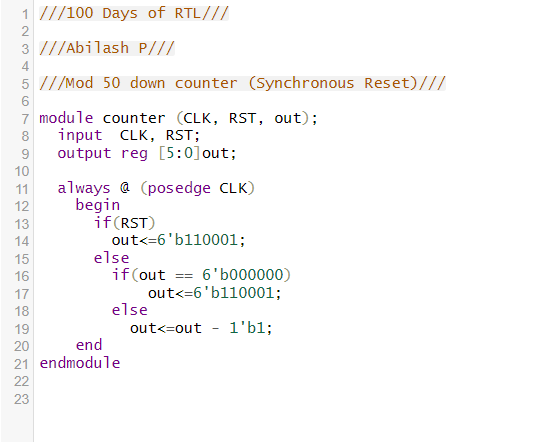 1 ///100 Days of RTL///
2
3 ///Abilash P///
4
5 ///Mod 50 down counter (Synchronous Reset)///
6
7 module counter (CLK, RST, out);
8   input  CLK, RST;
9   output reg [5:0]out;
10
11   always @ (posedge CLK)
12     begin
13       if(RST)
14         out<=6'b110001;
15       else
16         if(out == 6'b000000)
17             out<=6'b110001;
18         else
19           out<=out - 1'b1;
20     end
21 endmodule
22
23